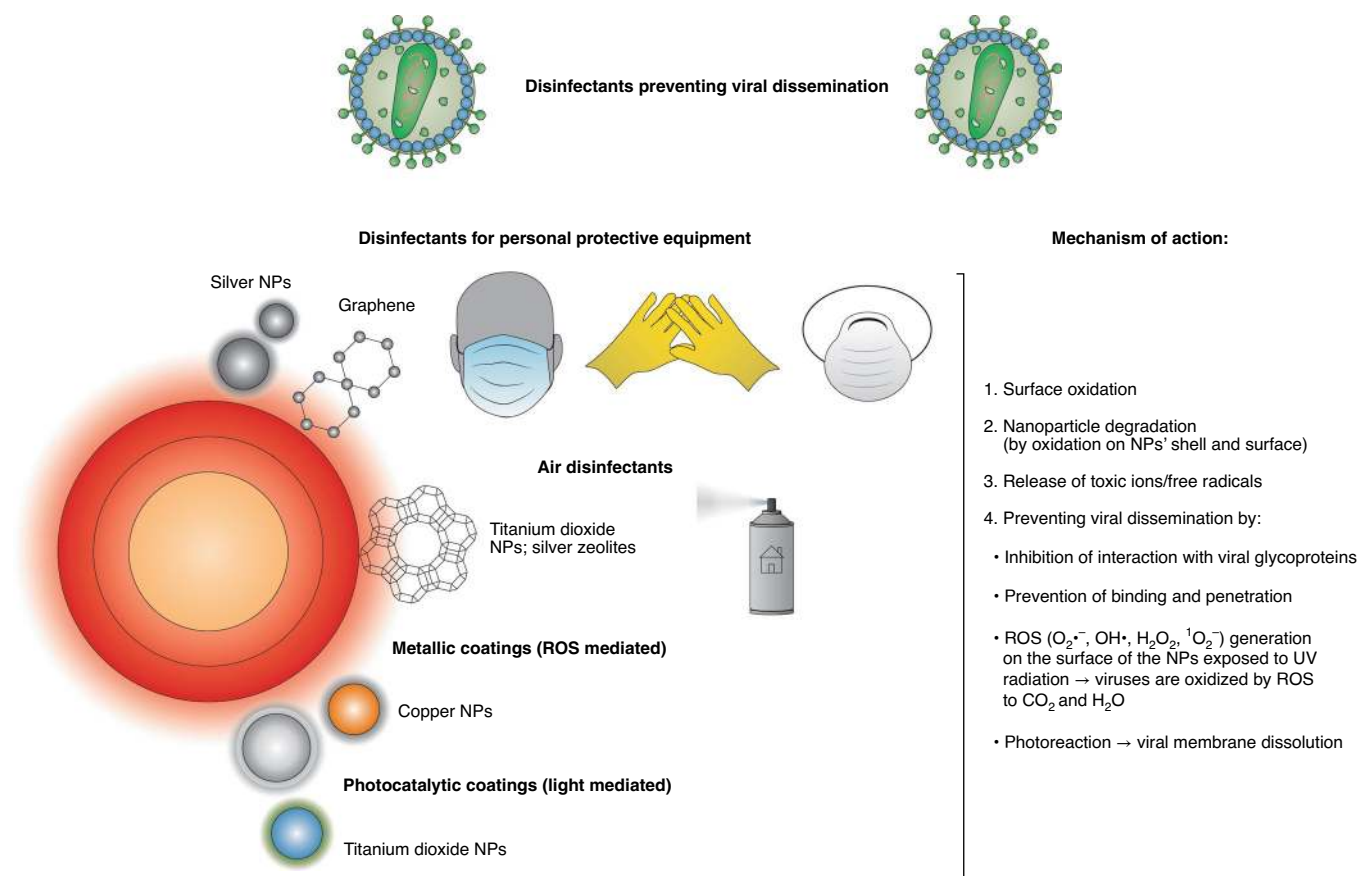 Disinfectants preventing viral dissemination
Disinfectants for personal protective equipment
Mechanism of action:
Silver NPs
Graphene
Air disinfectants
Titanium dioxide
NPs; silver zeolites
Metallic coatings (ROS mediated)
Copper NPs
Photocatalytic coatings (light mediated)
Titanium dioxide NPs
1. Surface oxidation
2. Nanoparticle degradation
(by oxidation on NPs’ shell and surface)
3. Release of toxic ions/free radicals
4. Preventing viral dissemination by:
• Inhibition of interaction with viral glycoproteins
• Prevention of binding and penetration
• ROS (O₂•⁻, OH•, H₂O₂, ¹O₂⁻) generation
on the surface of the NPs exposed to UV
radiation → viruses are oxidized by ROS
to CO₂ and H₂O
• Photoreaction → viral membrane dissolution